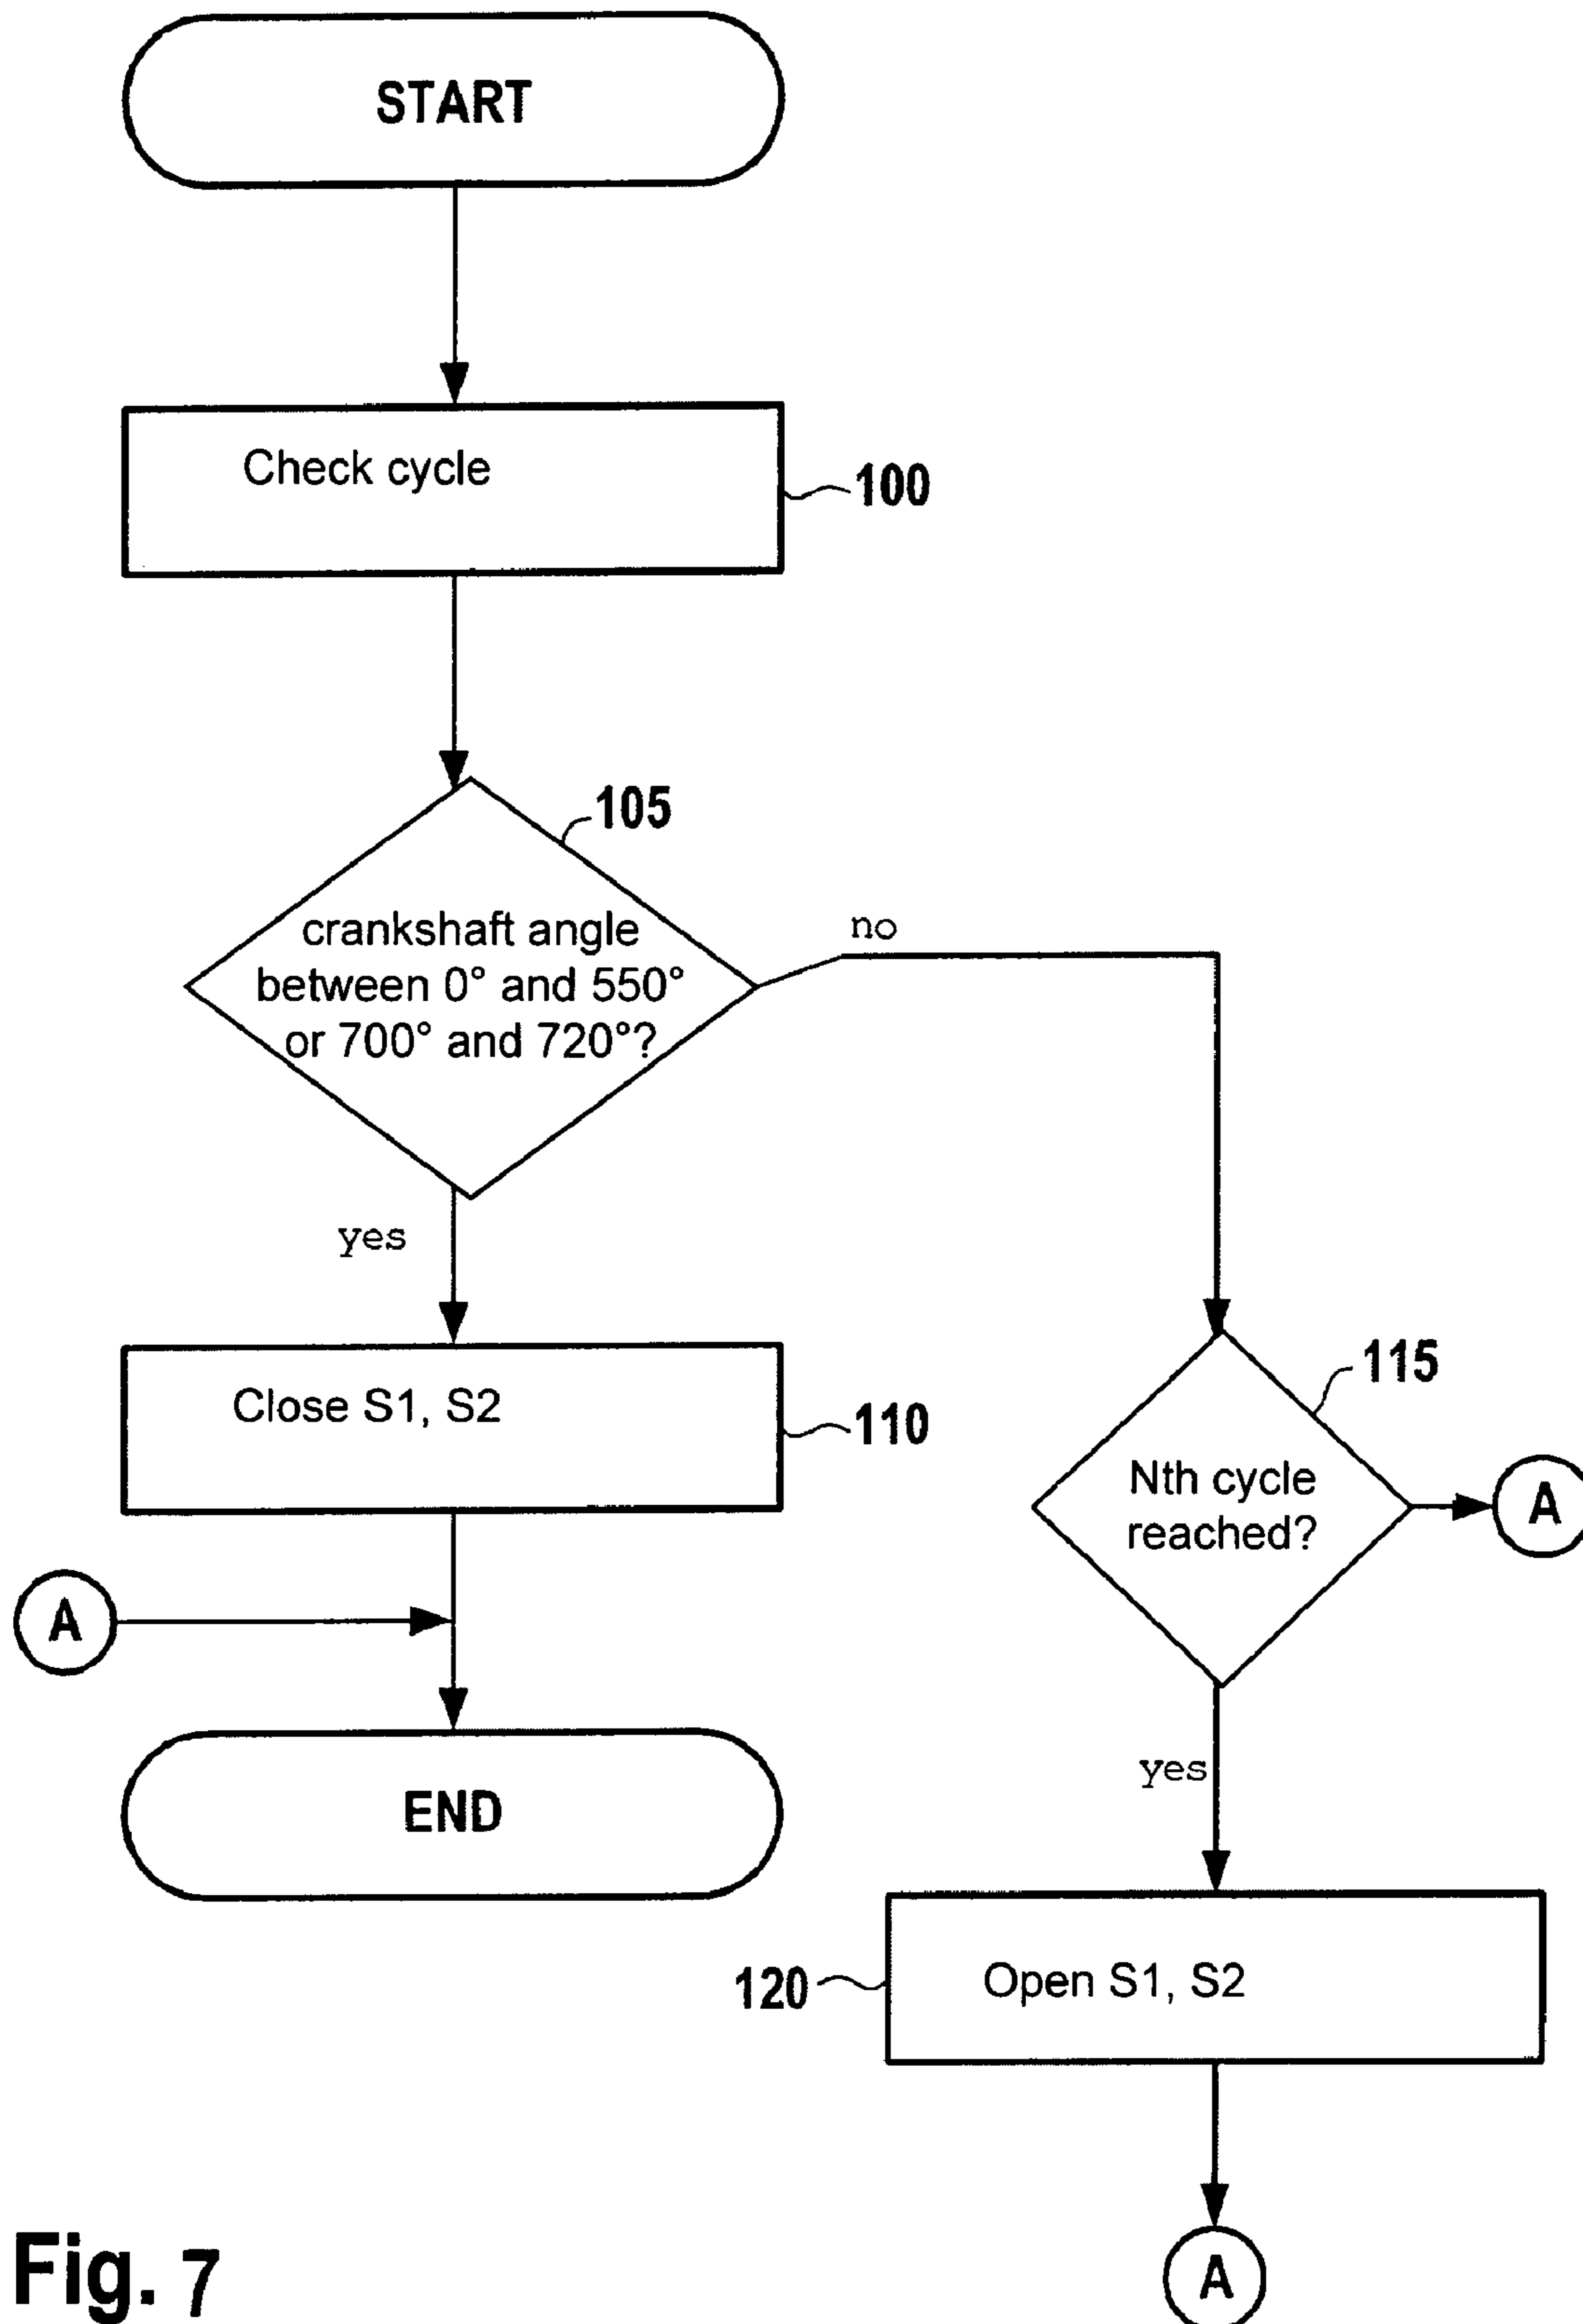 START
Check cycle
100
105
crankshaft angle
between 0° and 550°
or 700° and 720°?
no
yes
Close S1, S2
110
115
Nth cycle
reached?
A
A
END
yes
120
Open S1, S2
A
Fig. 7